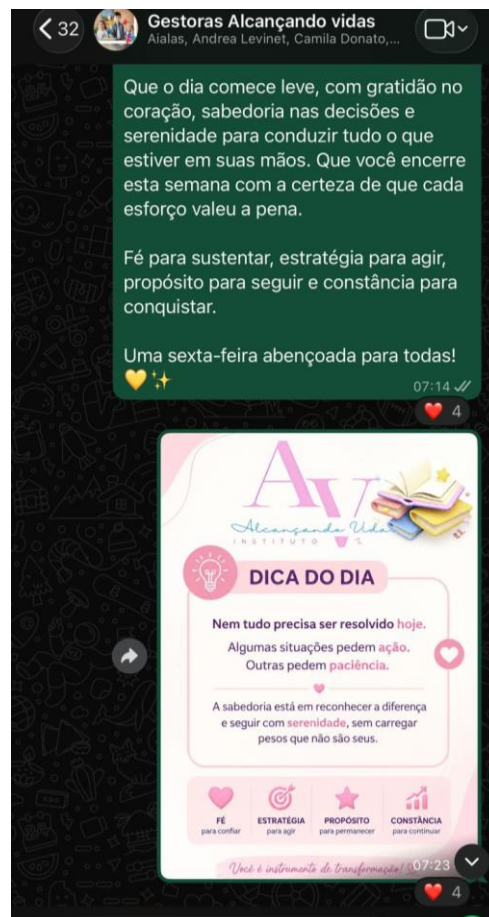 32
Gestoras Alcançando vidas
Aialas, Andrea Levinet, Camila Donato,...
Que o dia comece leve, com gratidão no
coração, sabedoria nas decisões e
serenidade para conduzir tudo o que
estiver em suas mãos. Que você encerre
esta semana com a certeza de que cada
esforço valeu a pena.
Fé para sustentar, estratégia para agir,
propósito para seguir e constância para
conquistar.
Uma sexta-feira abençoada para todas!
💛✨
07:14
❤️ 4
AV
Alcançando Vidas
INSTITUTO
DICA DO DIA
Nem tudo precisa ser resolvido hoje.
Algumas situações pedem ação.
Outras pedem paciência.
A sabedoria está em reconhecer a diferença
e seguir com serenidade, sem carregar
pesos que não são seus.
FÉ
para confiar
ESTRATÉGIA
para agir
PROPÓSITO
para permanecer
CONSTÂNCIA
para continuar
Você é instrumento de transformação!
07:23
❤️ 4